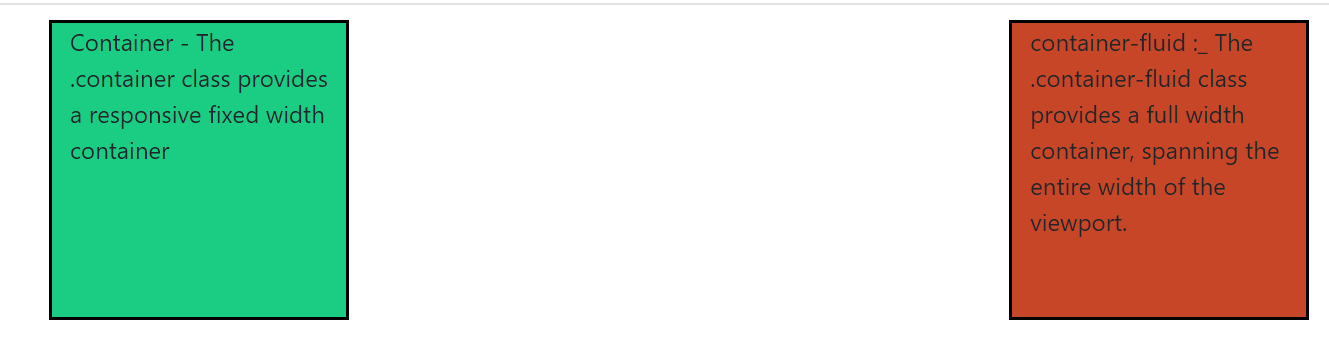 Container - The
.container class provides
a responsive fixed width
container
container-fluid :_ The
.container-fluid class
provides a full width
container, spanning the
entire width of the
viewport.